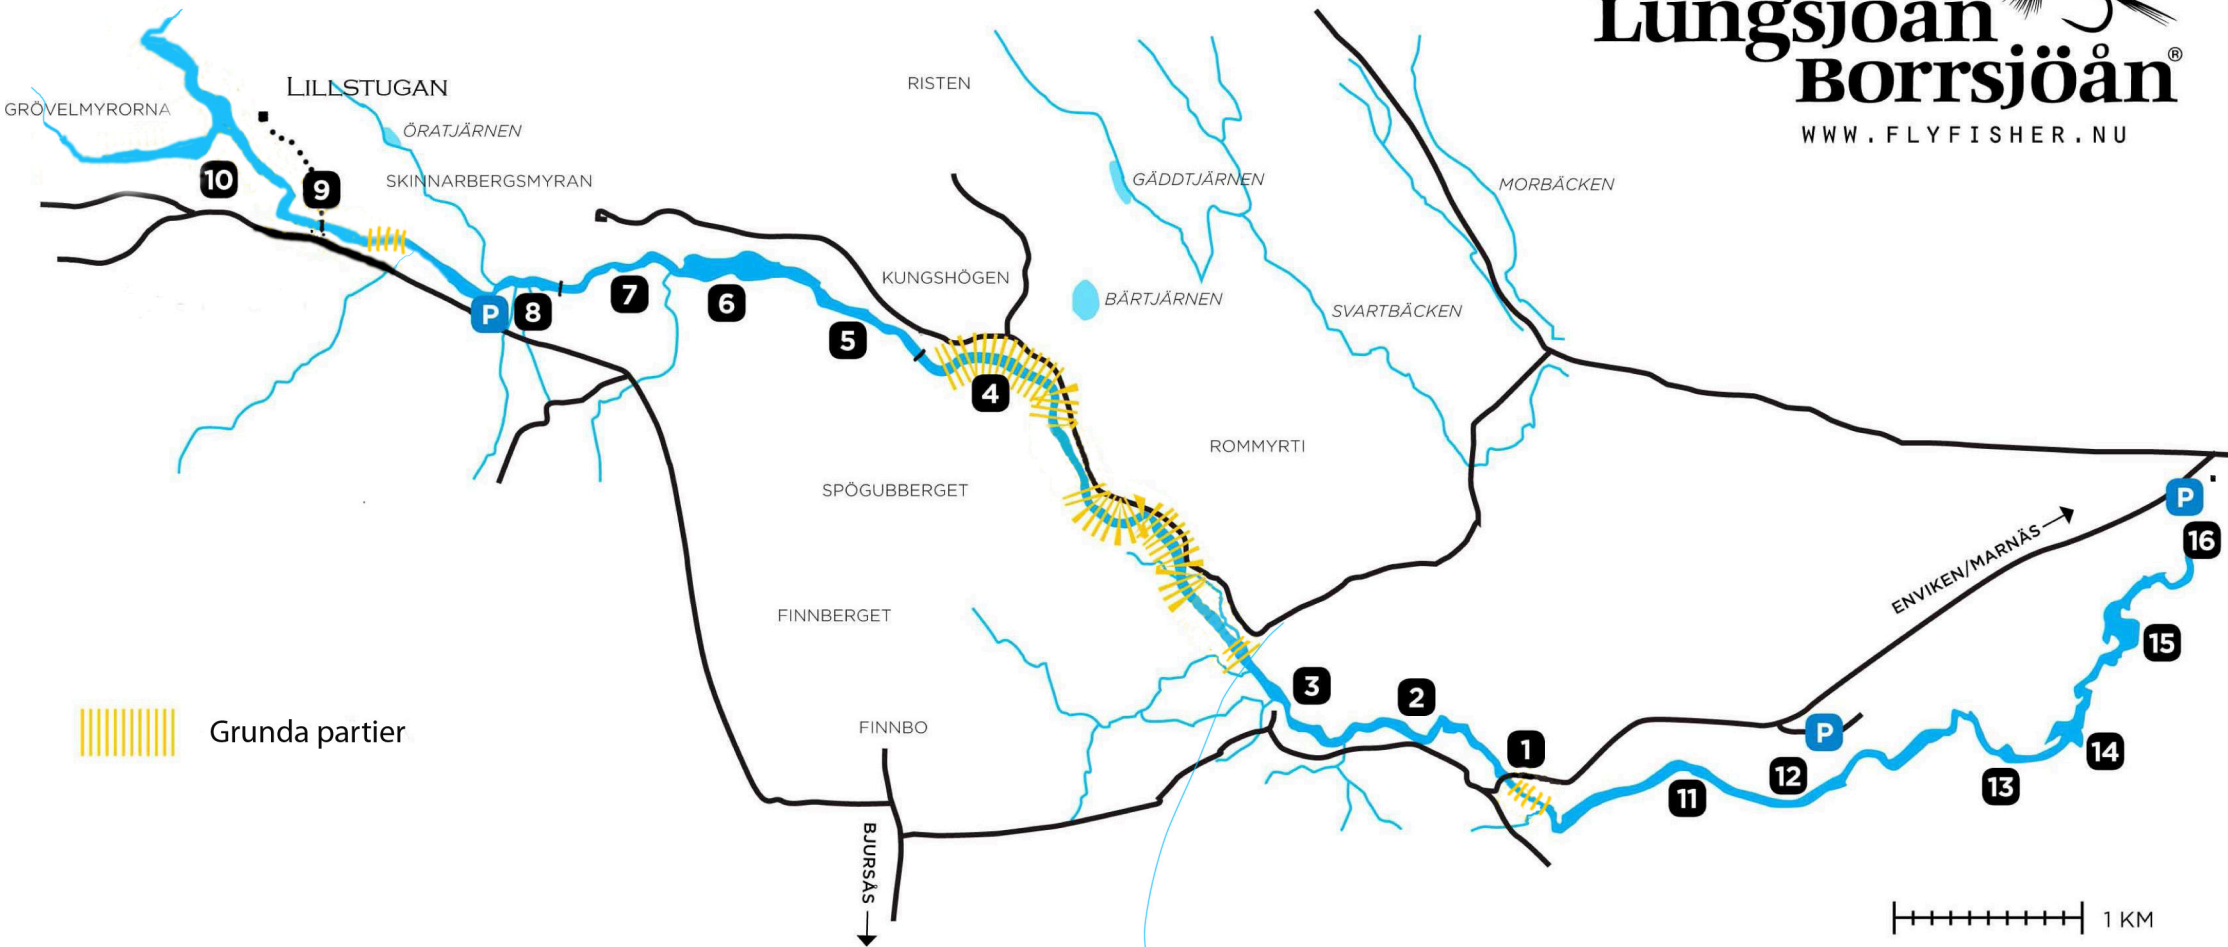 Lungsjöån
Borrsjöån®
WWW.FLYFISHER.NU
LILLSTUGAN
GRÖVELMYRORNA
ÖRATJÄRNEN
SKINNARBERGSMYRAN
RISTEN
GÄDDTJÄRNEN
MORBÄCKEN
KUNGSHÖGEN
BÄRTJÄRNEN
SVARTBÄCKEN
10
9
P
8
7
6
5
4
ROMMYRTI
SPÖGUBBERGET
FINNBERGET
FINNBO
BJURSÅS
ENVIKEN/MARNÄS
P
16
15
14
13
12
P
11
1
2
3
Grunda partier
1 KM